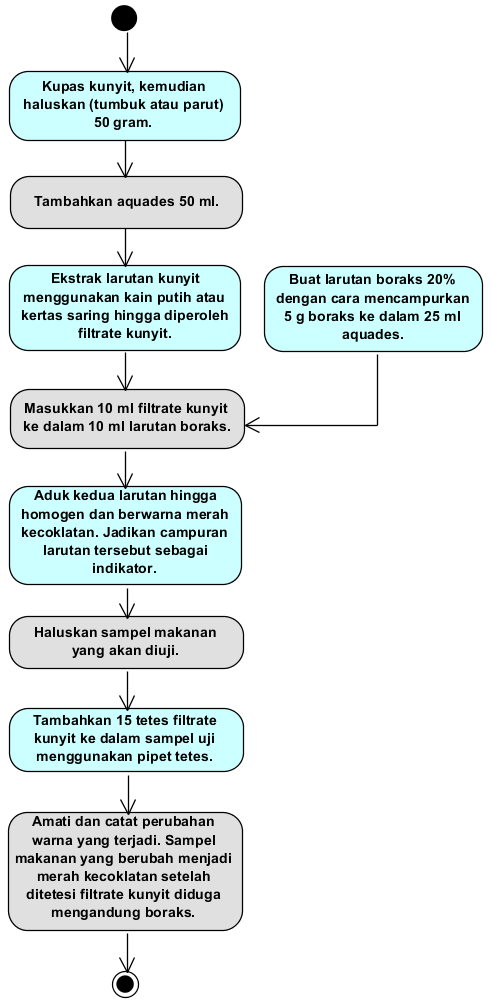 Kupas kunyit, kemudian
haluskan (tumbuk atau parut)
50 gram.
Tambahkan aquades 50 ml.
Ekstrak larutan kunyit
menggunakan kain putih atau
kertas saring hingga diperoleh
filtrate kunyit.
Buat larutan boraks 20%
dengan cara mencampurkan
5 g boraks ke dalam 25 ml
aquades.
Masukkan 10 ml filtrate kunyit
ke dalam 10 ml larutan boraks.
Aduk kedua larutan hingga
homogen dan berwarna merah
kecoklatan. Jadikan campuran
larutan tersebut sebagai
indikator.
Haluskan sampel makanan
yang akan diuji.
Tambahkan 15 tetes filtrate
kunyit ke dalam sampel uji
menggunakan pipet tetes.
Amati dan catat perubahan
warna yang terjadi. Sampel
makanan yang berubah menjadi
merah kecoklatan setelah
ditetesi filtrate kunyit diduga
mengandung boraks.